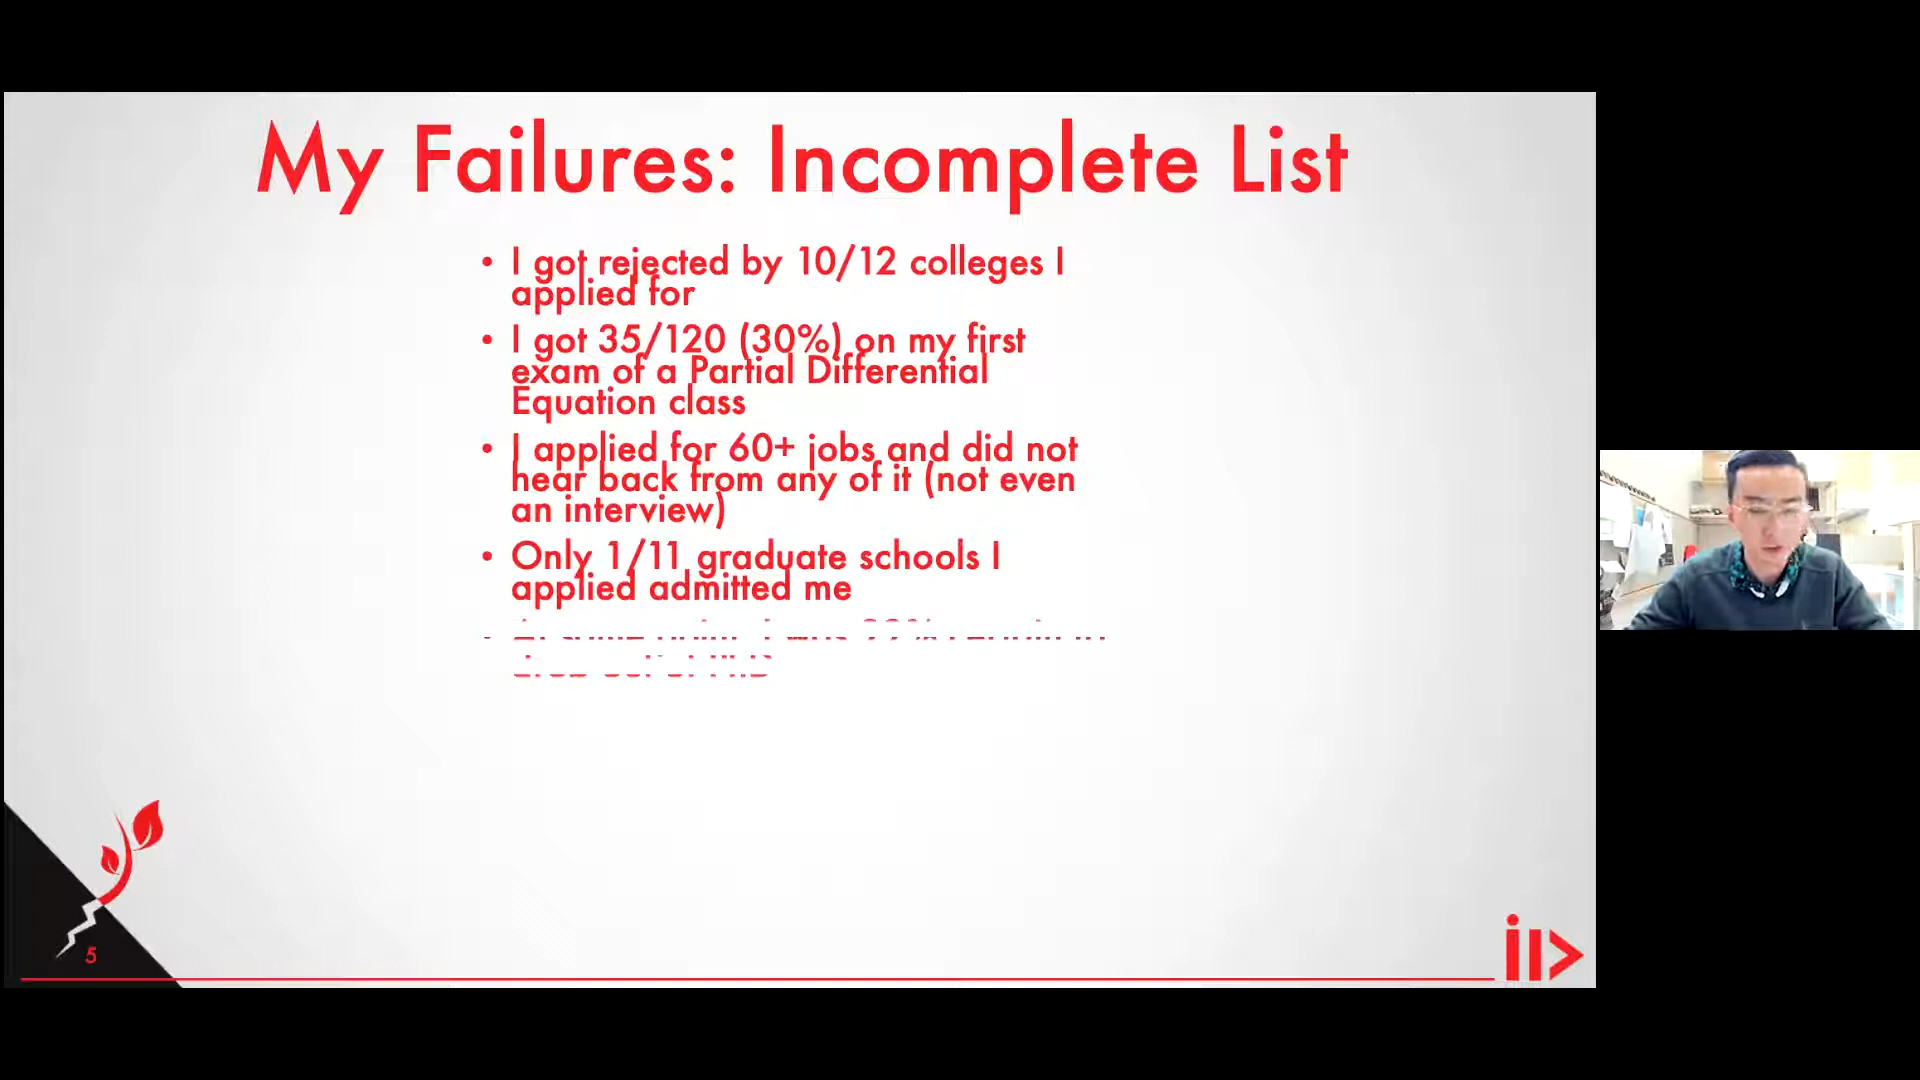 My Failures: Incomplete List
• I got rejected by 10/12 colleges I
applied for
• I got 35/120 (30%) on my first
exam of a Partial Differential
Equation class
• I applied for 60+ jobs and did not
hear back from any of it (not even
an interview)
• Only 1/11 graduate schools I
applied admitted me
5